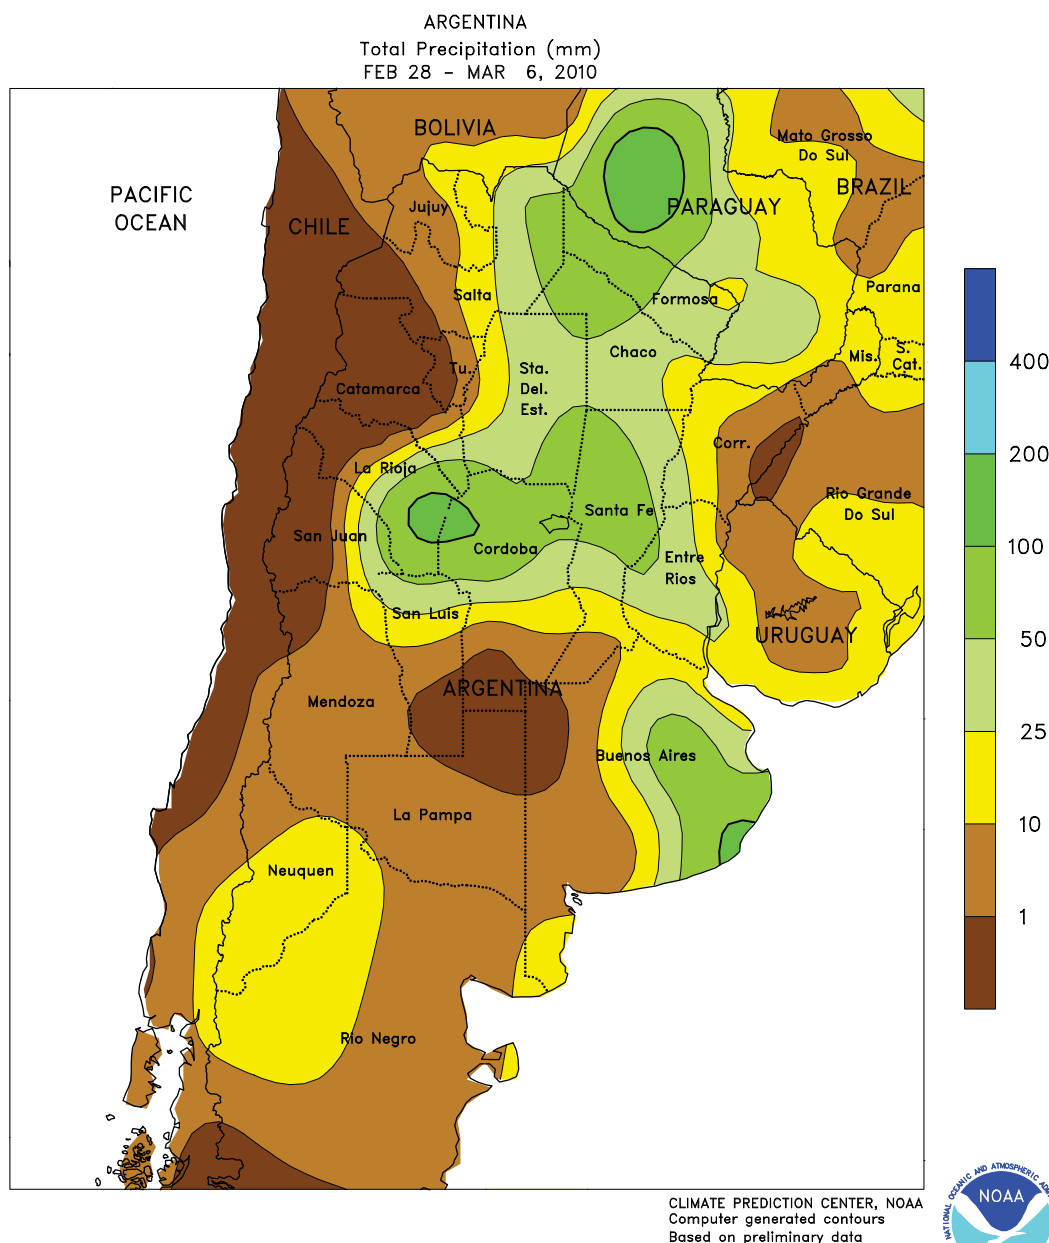 ARGENTINA
Total Precipitation (mm)
FEB 28 - MAR 6, 2010
BOLIVIA
Mato Grosso
Do Sul
PACIFIC
OCEAN
BRAZIL
Jujuy
PARAGUAY
CHILE
Salta
Formosa
Parana
Chaco
Mis.
S.
Cat.
Tu.
Sta.
Del.
Est.
Catamarca
Corr.
La Rioja
Rio Grande
Do Sul
Santa Fe
San Juan
Cordoba
Entre
Rios
San Luis
URUGUAY
ARGENTINA
Mendoza
Buenos Aires
La Pampa
Neuquen
Rio Negro
400
200
100
50
25
10
1
CLIMATE PREDICTION CENTER, NOAA
Computer generated contours
Based on preliminary data
NATIONAL OCEANIC AND ATMOSPHERIC
NOAA